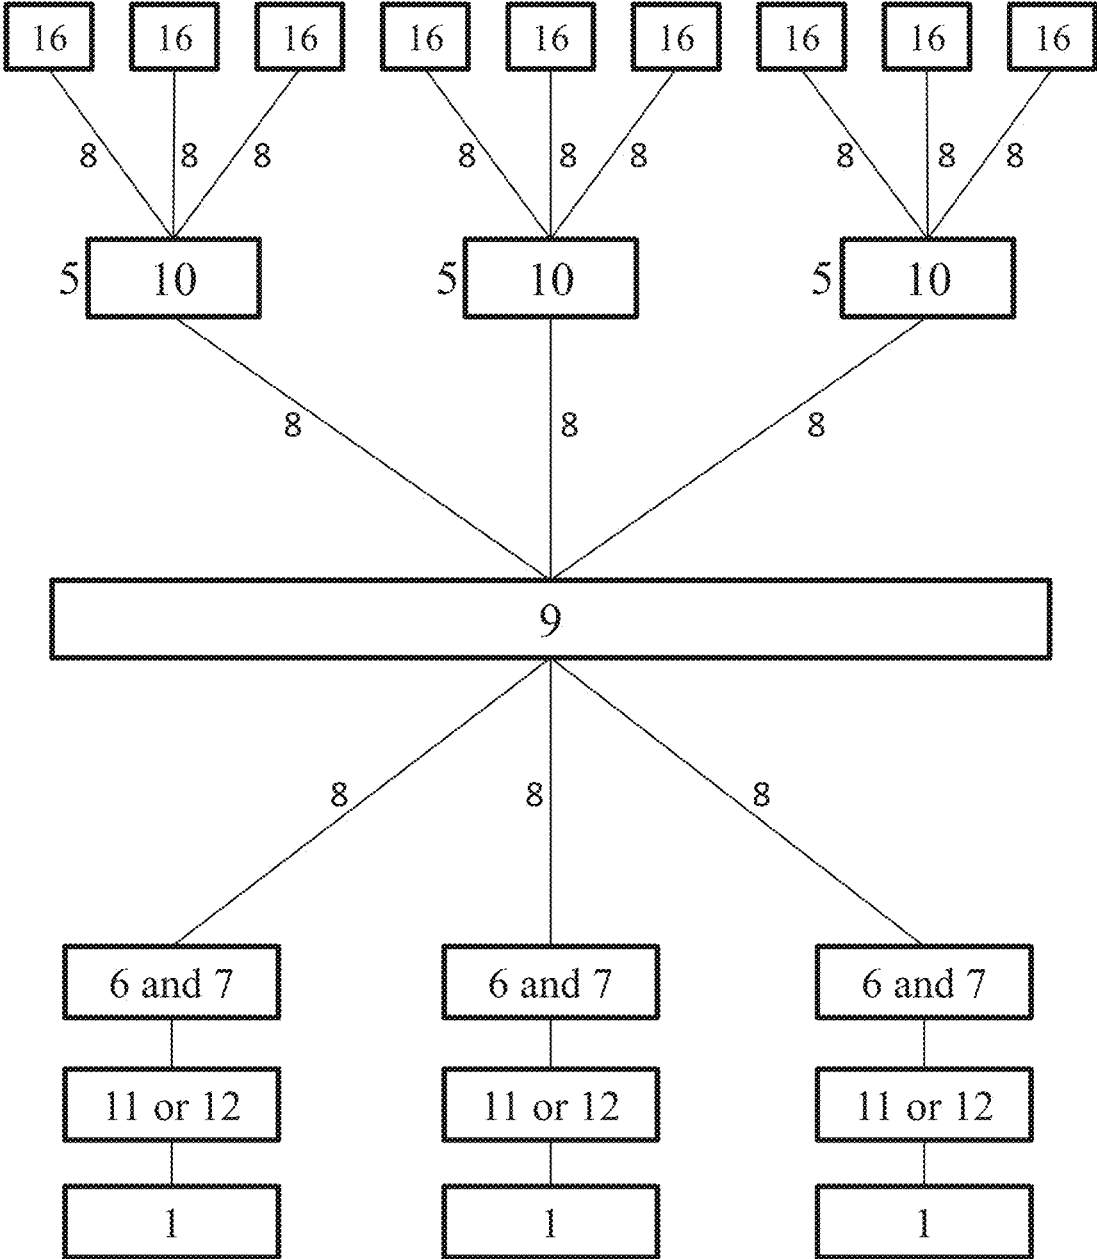 16 16 16 16 16 16 16 16 16
8 8 8 8 8 8 8 8 8
5 10 5 10 5 10
8 8 8
9
8 8 8
6 and 7 6 and 7 6 and 7
11 or 12 11 or 12 11 or 12
1 1 1